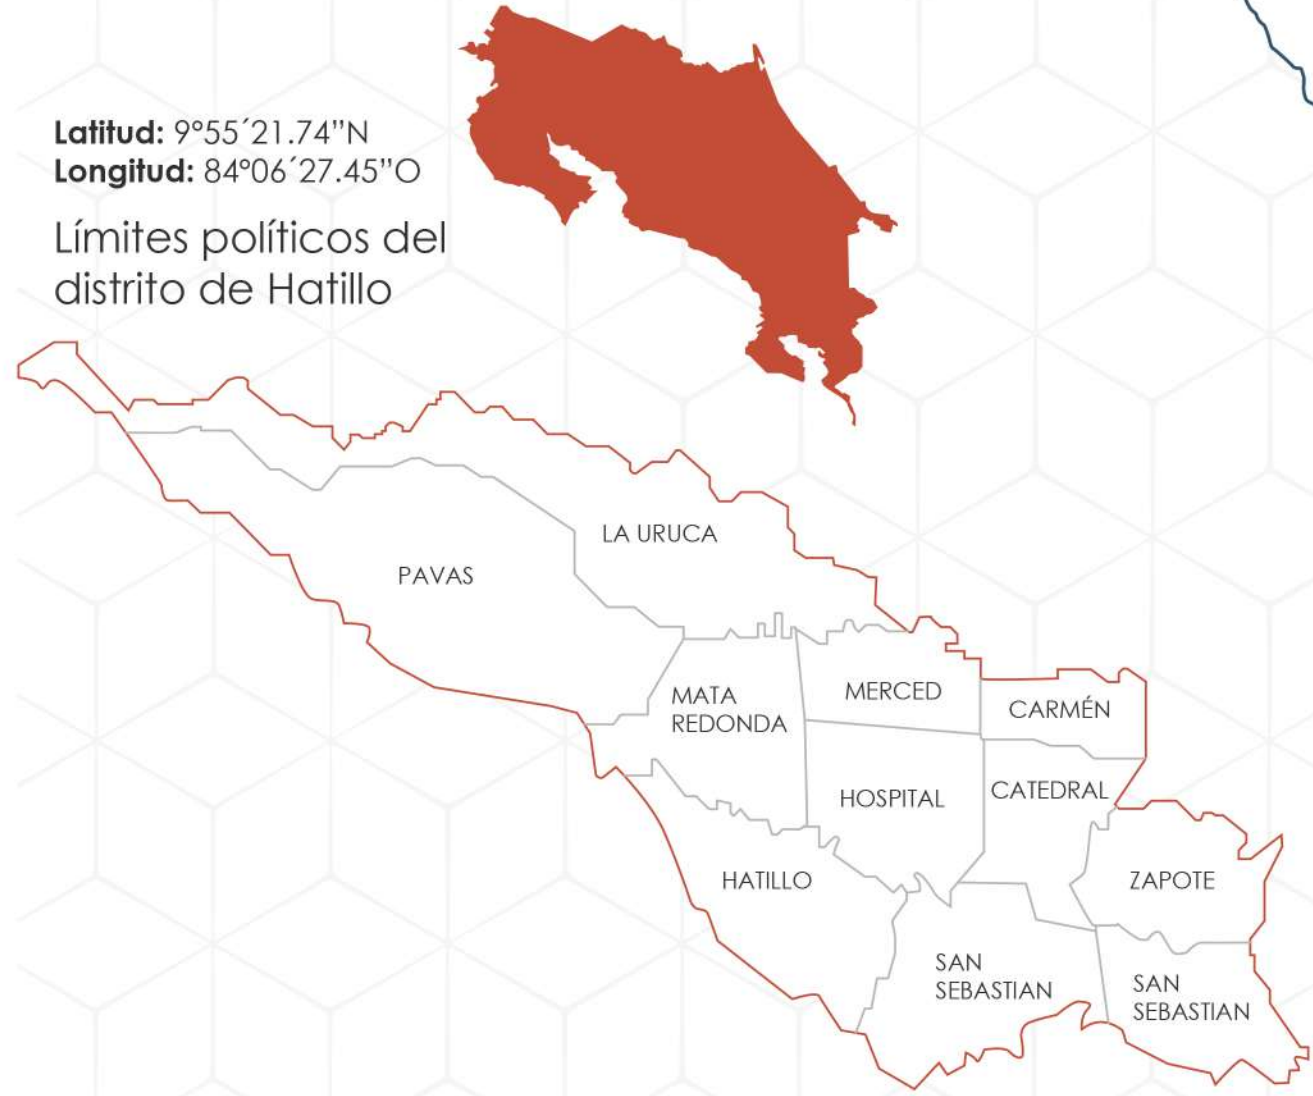 Latitud: 9°55´21.74”N
Longitud: 84°06´27.45”O
Límites políticos del
distrito de Hatillo
LA URUCA
PAVAS
MATA
REDONDA
MERCED
CARMÉN
HOSPITAL
CATEDRAL
HATILLO
ZAPOTE
SAN
SEBASTIAN
SAN
SEBASTIAN